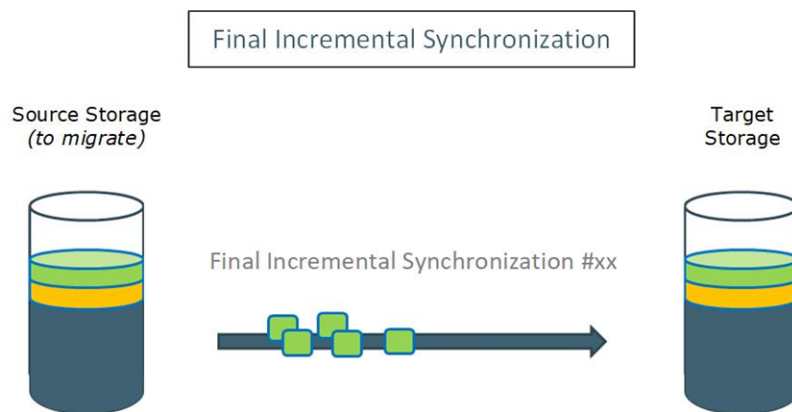 Final Incremental Synchronization
Source Storage
(to migrate)
Target
Storage
Final Incremental Synchronization #xx